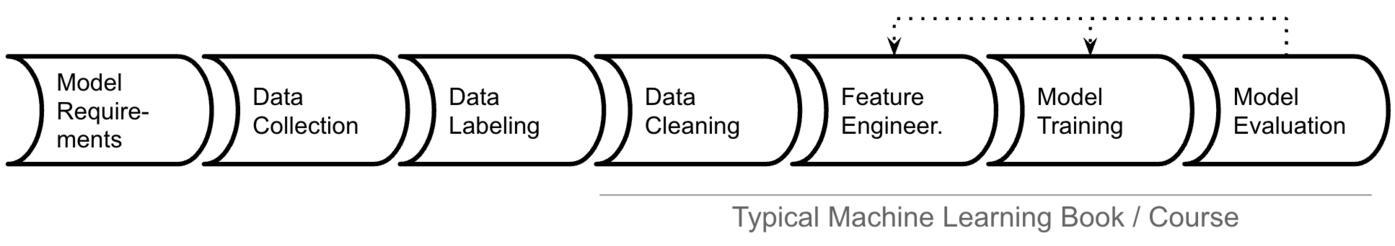 Model
Require-
ments
Data
Collection
Data
Labeling
Data
Cleaning
Feature
Engineer.
Model
Training
Model
Evaluation
Typical Machine Learning Book / Course